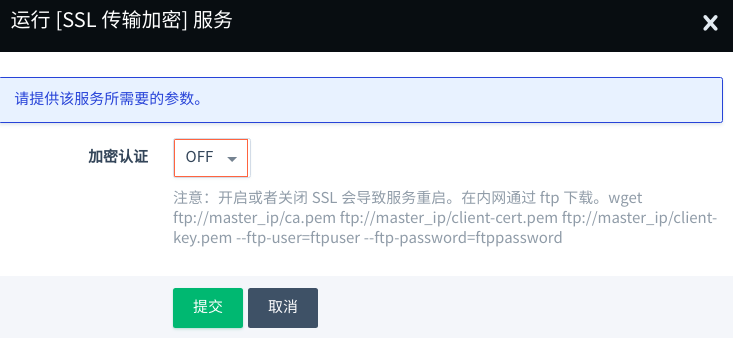 运行 [SSL 传输加密] 服务
请提供该服务所需要的参数。
加密认证 OFF
注意：开启或者关闭 SSL 会导致服务重启。在内网通过 ftp 下载。wget
ftp://master_ip/ca.pem ftp://master_ip/client-cert.pem ftp://master_ip/client-
key.pem --ftp-user=ftpuser --ftp-password=ftppassword
提交 取消